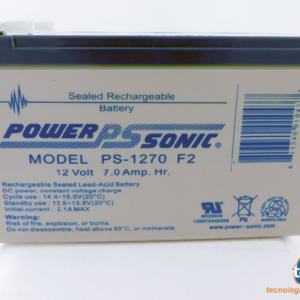 Sealed Rechargeable
Battery
POWER PS SONIC
MODEL PS-1270 F2
12 Volt 7.0 Amp. Hr.
Rechargeable Sealed Lead-Acid Battery
DC power, constant voltage charge
Cycle use : 14.4-15.0V(20°C)
Standby use : 13.5-13.8V(20°C)
Initial current : 2.1A MAX
WARNING:
Risk of fire, explosion, or burns.
Do not disassemble, heat above 60°C, or incinerate.
Pb
www.power-sonic.com